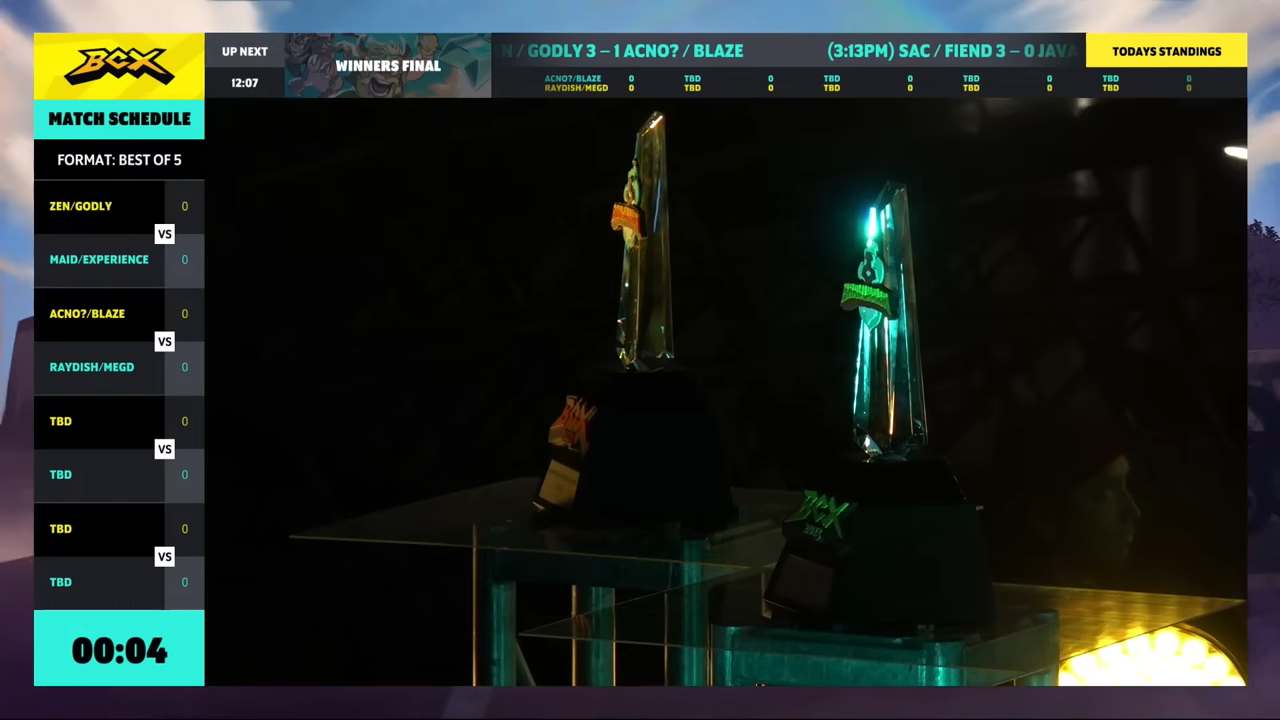 BCX
UP NEXT
12:07
WINNERS FINAL
N / GODLY 3 – 1 ACNO? / BLAZE
(3:13PM) SAC / FIEND 3 – 0 JAVA
TODAYS STANDINGS
ACNO?/BLAZE 0 TBD 0 TBD 0 TBD 0 TBD 0
RAYDISH/MEGD 0 TBD 0 TBD 0 TBD 0 TBD 0
MATCH SCHEDULE
FORMAT: BEST OF 5
ZEN/GODLY 0
VS
MAID/EXPERIENCE 0
ACNO?/BLAZE 0
VS
RAYDISH/MEGD 0
TBD 0
VS
TBD 0
TBD 0
VS
TBD 0
00:04
BCX
BCX